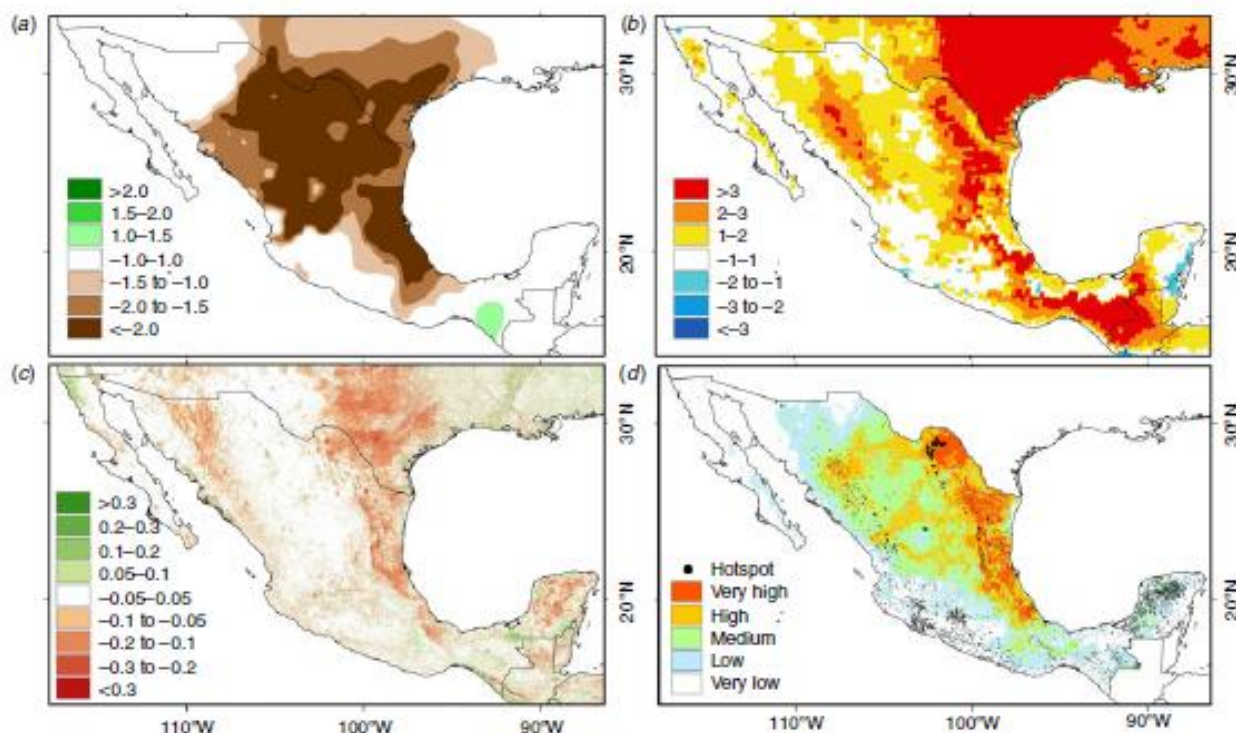 (a)
30°N
20°N
>2.0
1.5–2.0
1.0–1.5
–1.0–1.0
–1.5 to –1.0
–2.0 to –1.5
<–2.0
(b)
30°N
20°N
>3
2–3
1–2
–1–1
–2 to –1
–3 to –2
<–3
(c)
30°N
20°N
>0.3
0.2–0.3
0.1–0.2
0.05–0.1
–0.05–0.05
–0.1 to –0.05
–0.2 to –0.1
–0.3 to –0.2
<0.3
110°W
100°W
90°W
(d)
30°N
20°N
Hotspot
Very high
High
Medium
Low
Very low
110°W
100°W
90°W